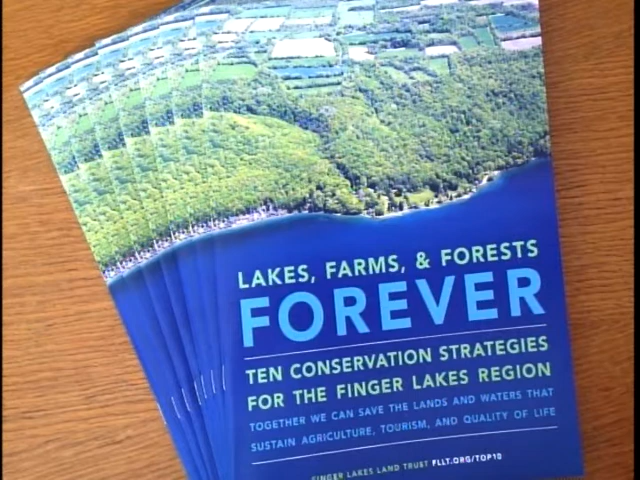 LAKES, FARMS, & FORESTS
FOREVER
TEN CONSERVATION STRATEGIES
FOR THE FINGER LAKES REGION
TOGETHER WE CAN SAVE THE LANDS AND WATERS THAT
SUSTAIN AGRICULTURE, TOURISM, AND QUALITY OF LIFE
FINGER LAKES LAND TRUST FLLT.ORG/TOP10